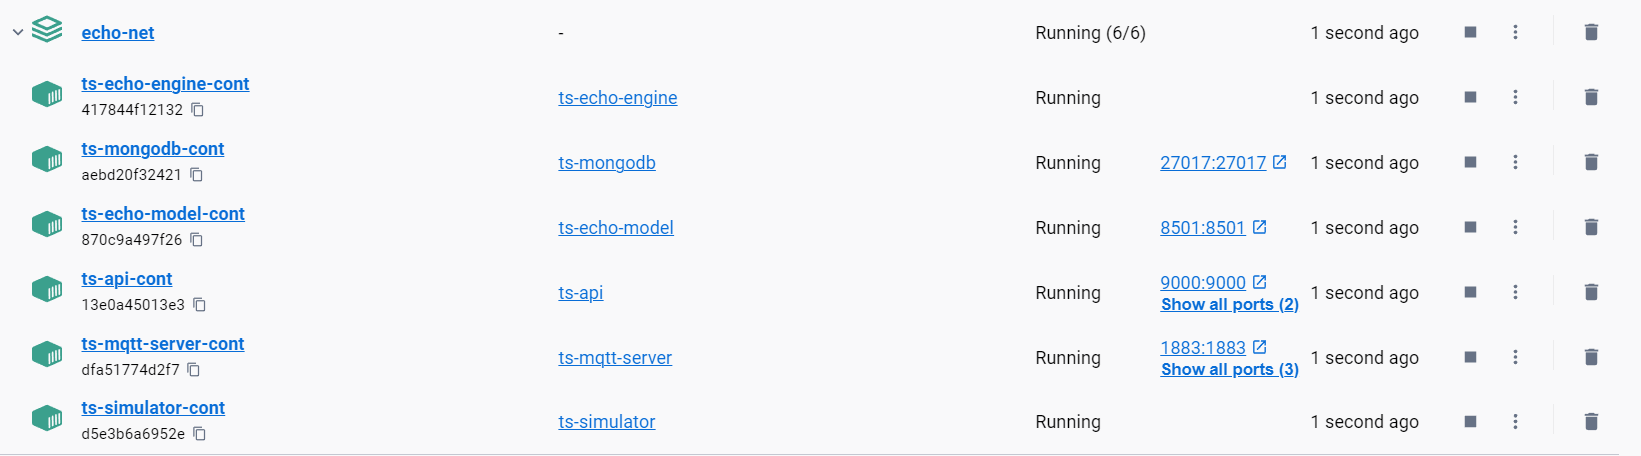 echo-net - Running (6/6) 1 second ago
ts-echo-engine-cont
417844f12132
ts-echo-engine Running 1 second ago
ts-mongodb-cont
aebd20f32421
ts-mongodb Running 27017:27017 1 second ago
ts-echo-model-cont
870c9a497f26
ts-echo-model Running 8501:8501 1 second ago
ts-api-cont
13e0a45013e3
ts-api Running 9000:9000 1 second ago
Show all ports (2)
ts-mqtt-server-cont
dfa51774d2f7
ts-mqtt-server Running 1883:1883 1 second ago
Show all ports (3)
ts-simulator-cont
d5e3b6a6952e
ts-simulator Running 1 second ago